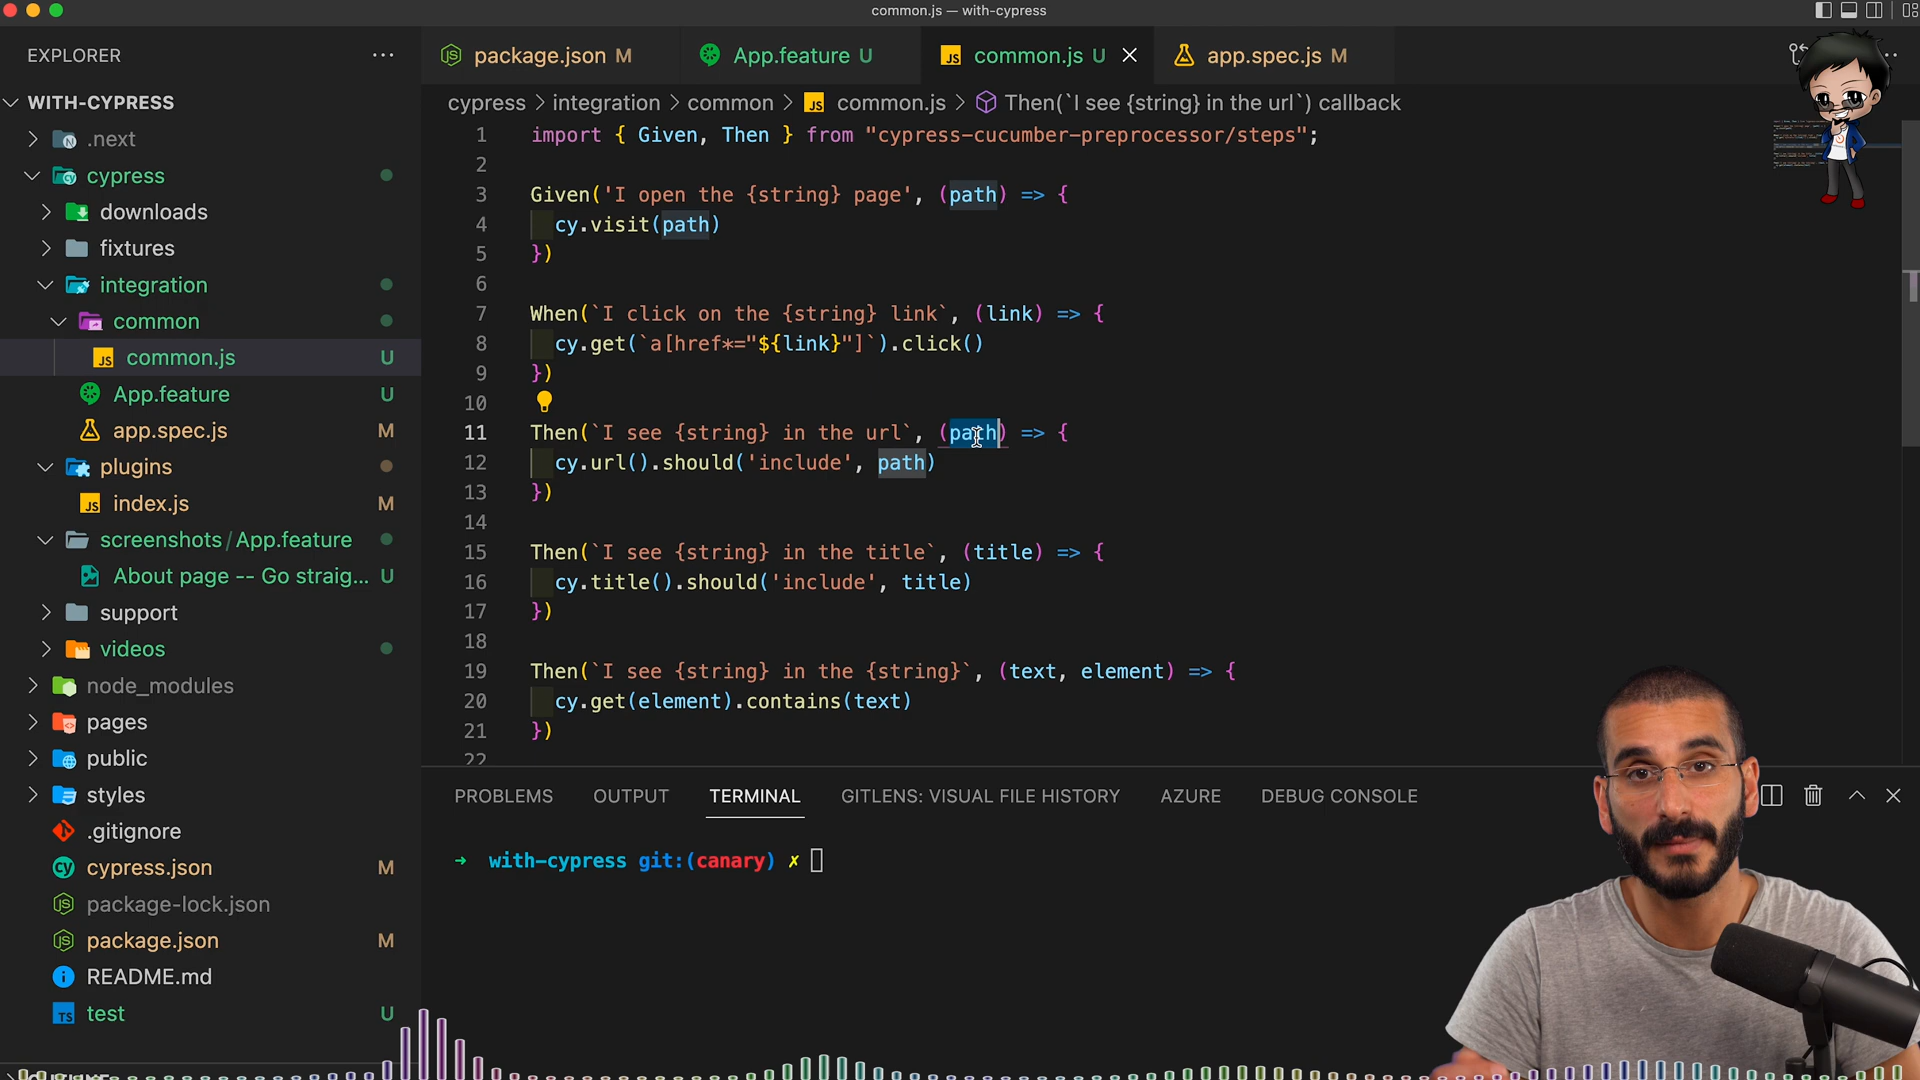 common.js — with-cypress
EXPLORER
package.json M
App.feature U
common.js U
app.spec.js M
WITH-CYPRESS
cypress > integration > common > JS common.js > Then(`I see {string} in the url`) callback
.next
cypress
downloads
fixtures
integration
common
JS common.js U
App.feature U
app.spec.js M
plugins
JS index.js M
screenshots/App.feature
About page -- Go straig... U
support
videos
node_modules
pages
public
styles
.gitignore
cypress.json M
package-lock.json
package.json M
README.md
TS test U
1 import { Given, Then } from "cypress-cucumber-preprocessor/steps";
2
3 Given('I open the {string} page', (path) => {
4 cy.visit(path)
5 })
6
7 When(`I click on the {string} link`, (link) => {
8 cy.get(`a[href*="${link}"]`).click()
9 })
10
11 Then(`I see {string} in the url`, (path) => {
12 cy.url().should('include', path)
13 })
14
15 Then(`I see {string} in the title`, (title) => {
16 cy.title().should('include', title)
17 })
18
19 Then(`I see {string} in the {string}`, (text, element) => {
20 cy.get(element).contains(text)
21 })
22
PROBLEMS OUTPUT TERMINAL GITLENS: VISUAL FILE HISTORY AZURE DEBUG CONSOLE
→ with-cypress git:(canary) ✗